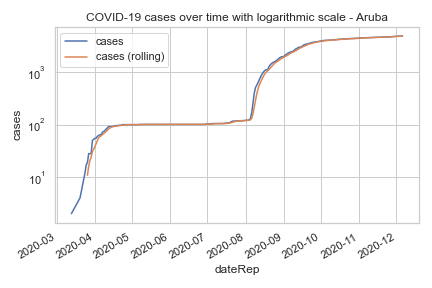 COVID-19 cases over time with logarithmic scale - Aruba
cases
cases (rolling)
10³
10²
10¹
cases
2020-03
2020-04
2020-05
2020-06
2020-07
2020-08
2020-09
2020-10
2020-11
2020-12
dateRep